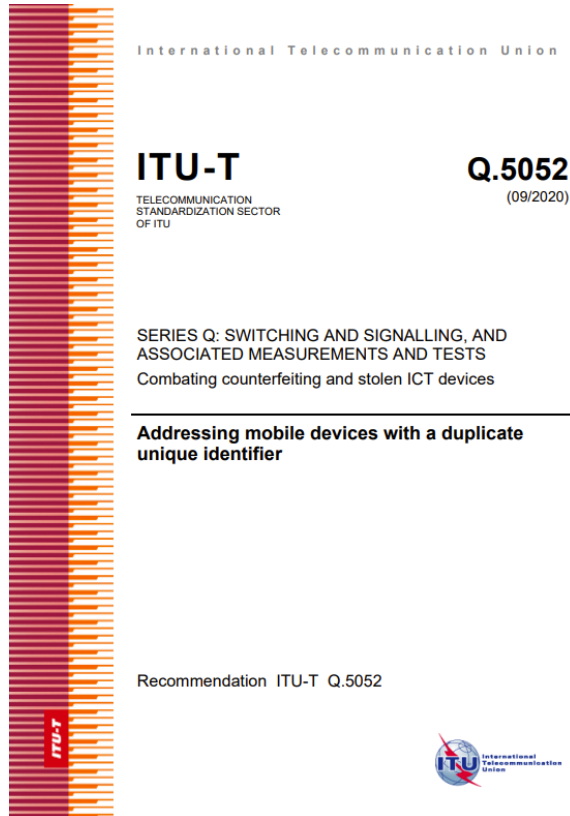 International Telecommunication Union
ITU-T
Q.5052
TELECOMMUNICATION
STANDARDIZATION SECTOR
OF ITU
(09/2020)
SERIES Q: SWITCHING AND SIGNALLING, AND
ASSOCIATED MEASUREMENTS AND TESTS
Combating counterfeiting and stolen ICT devices
Addressing mobile devices with a duplicate
unique identifier
Recommendation ITU-T Q.5052
ITU-T
ITU
International
Telecommunication
Union